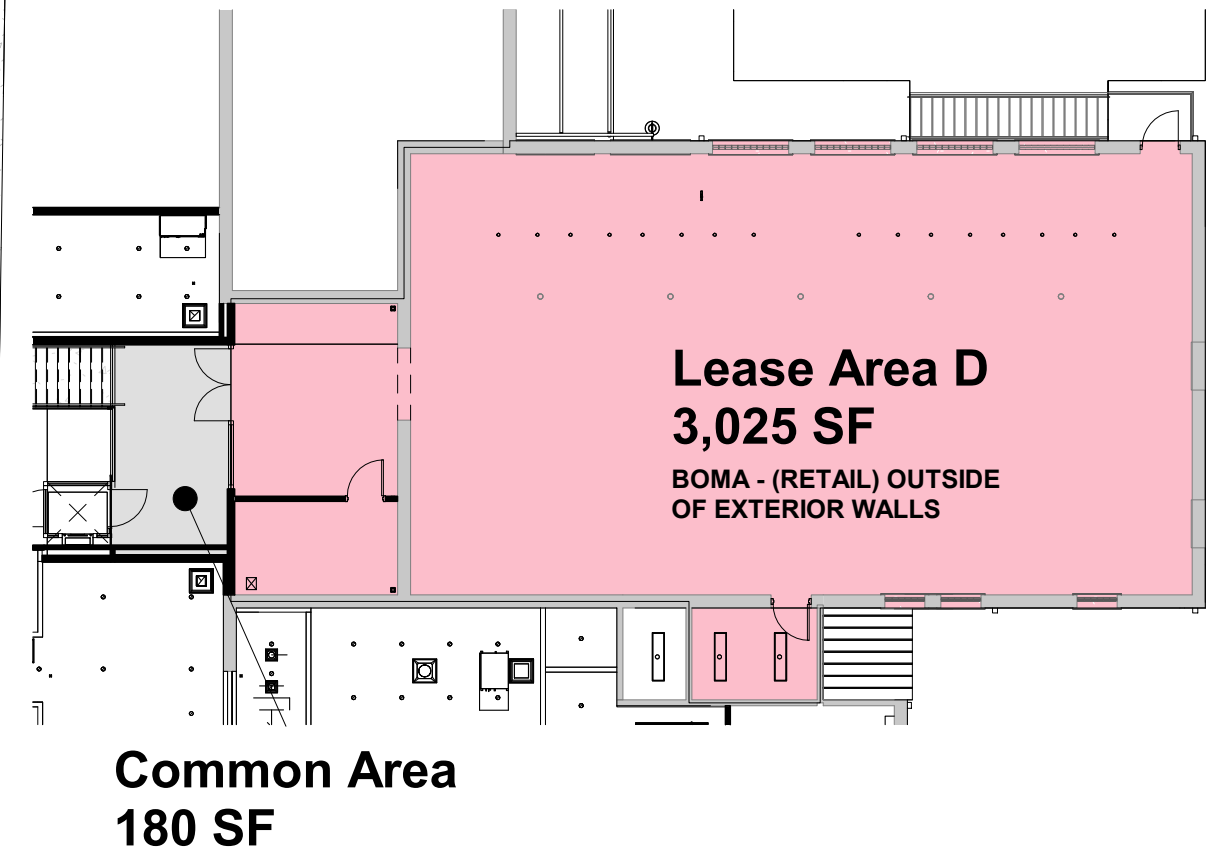 Lease Area D
3,025 SF
BOMA - (RETAIL) OUTSIDE
OF EXTERIOR WALLS
Common Area
180 SF